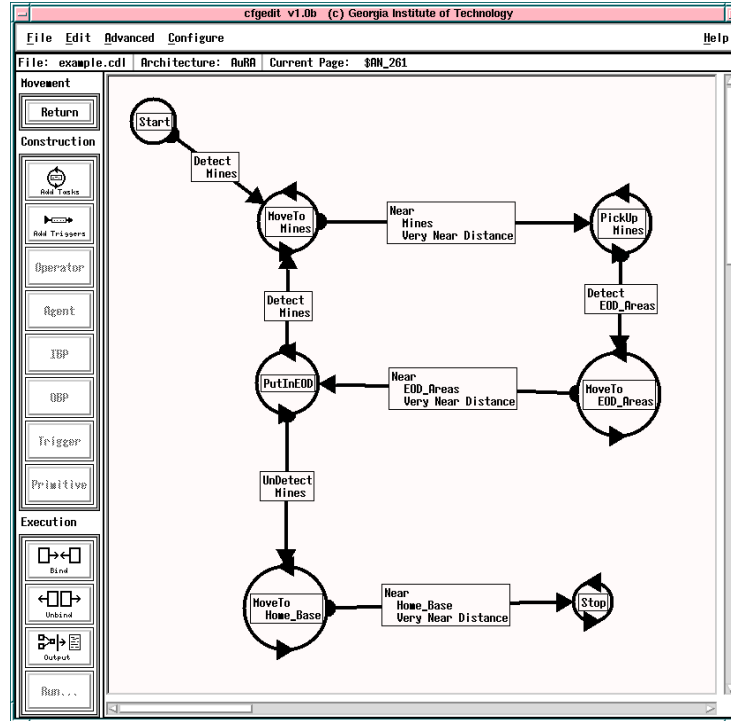 cfgedit v1.0b (c) Georgia Institute of Technology
File Edit Advanced Configure Help
File: example.cdl Architecture: AuRA Current Page: $AN_261
Movement
Return
Construction
Add Tasks
Add Triggers
Operator
Agent
IBP
OBP
Trigger
Primitive
Execution
Bind
Unbind
Output
Run...
Start
Detect
Mines
MoveTo
Mines
Near
Mines
Very Near Distance
PickUp
Mines
Detect
Mines
Detect
EOD_Areas
PutInEOD
Near
EOD_Areas
Very Near Distance
MoveTo
EOD_Areas
UnDetect
Mines
MoveTo
Home_Base
Near
Home_Base
Very Near Distance
Stop